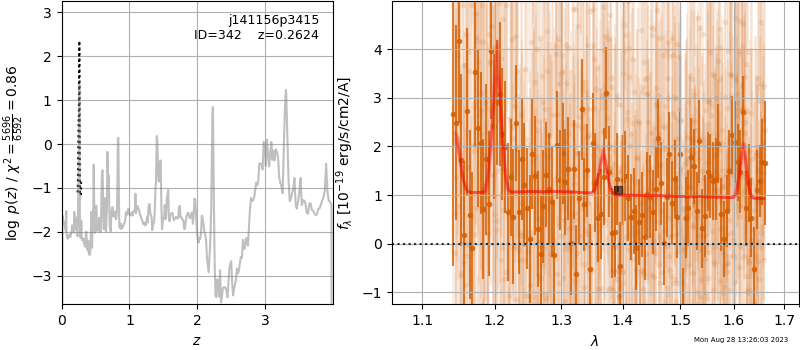 j141156p3415
ID=342 z=0.2624
log p(z) / χ² = 5696/6592 = 0.86
3
2
1
0
−1
−2
−3
0 1 2 3
z
f_λ [10⁻¹⁹ erg/s/cm2/A]
4
3
2
1
0
−1
1.1 1.2 1.3 1.4 1.5 1.6 1.7
λ
Mon Aug 28 13:26:03 2023